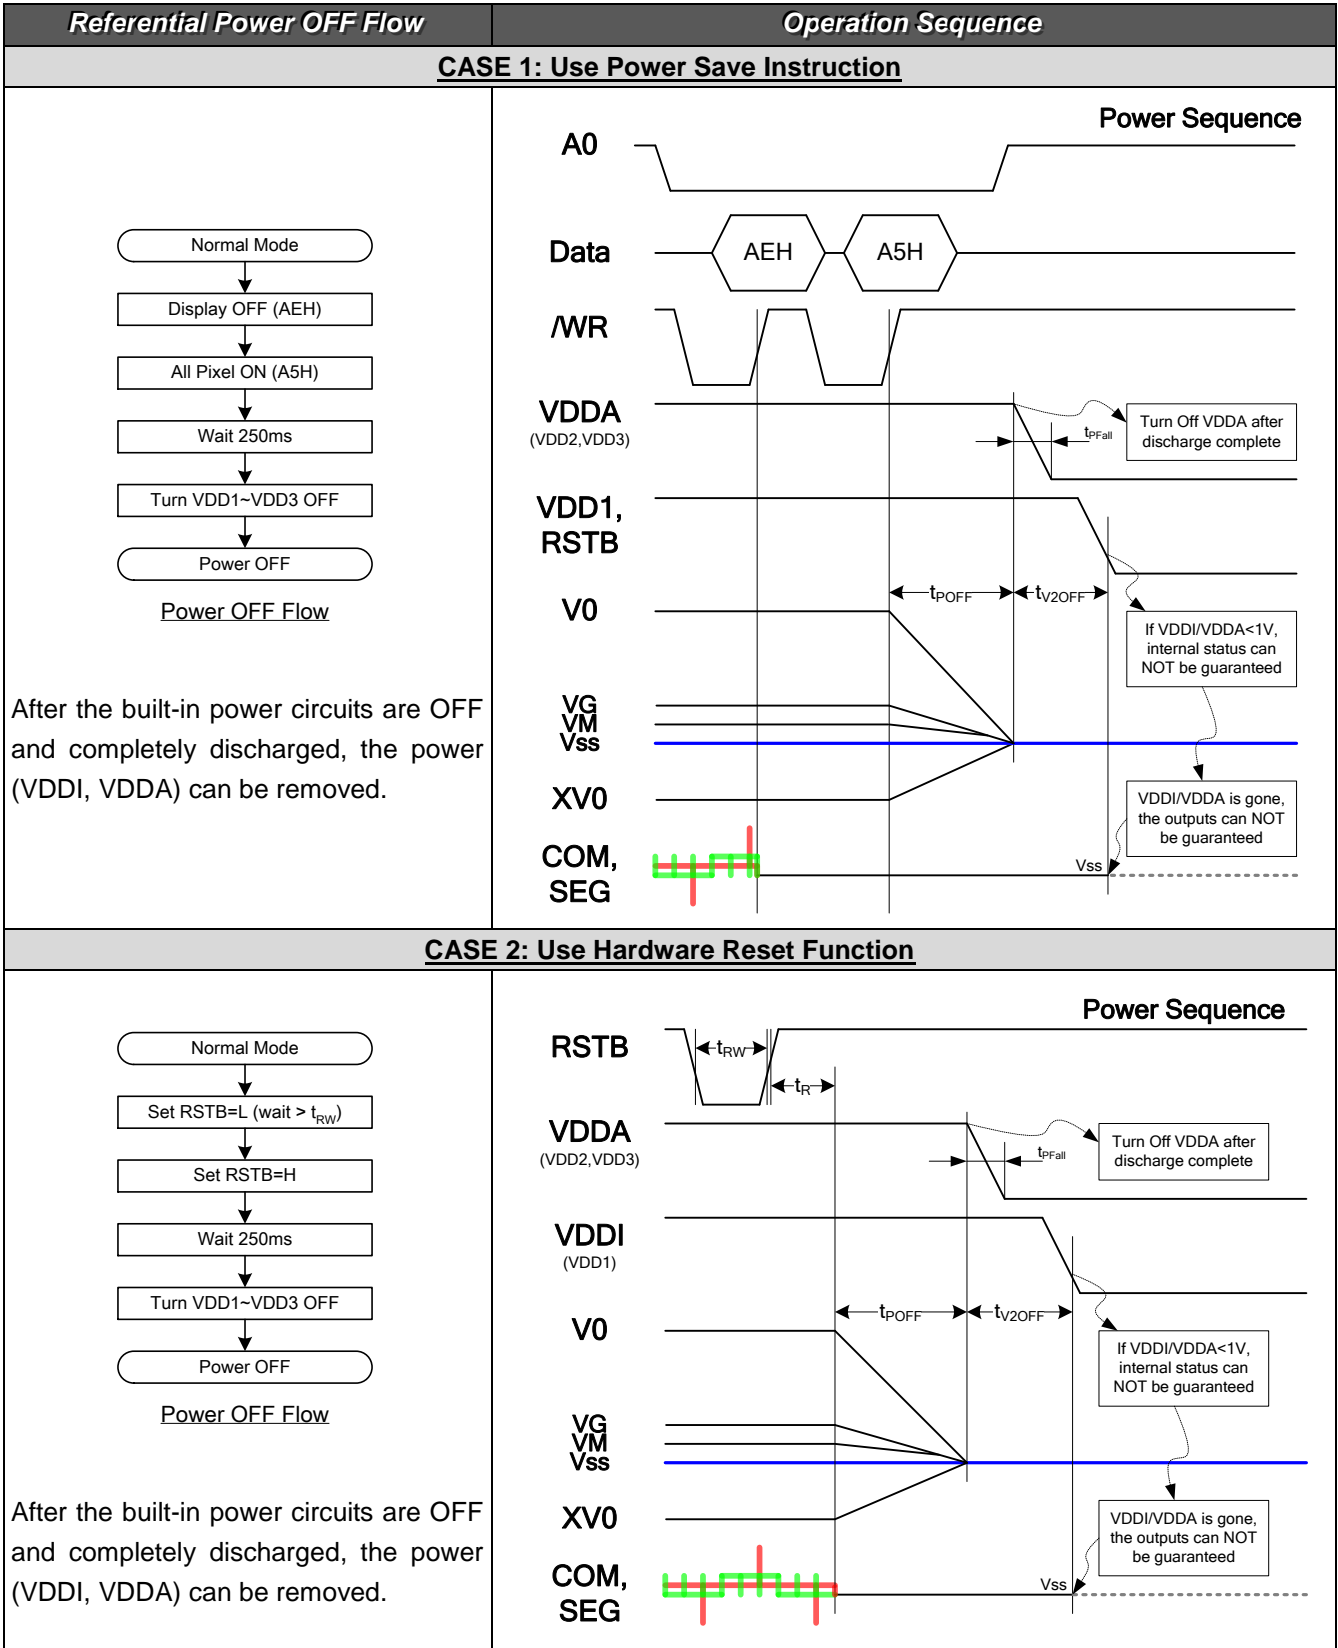 Referential Power OFF Flow
Operation Sequence
CASE 1: Use Power Save Instruction
Normal Mode
Display OFF (AEH)
All Pixel ON (A5H)
Wait 250ms
Turn VDD1~VDD3 OFF
Power OFF
Power OFF Flow
After the built-in power circuits are OFF
and completely discharged, the power
(VDDI, VDDA) can be removed.
Power Sequence
A0
Data
AEH
A5H
/WR
VDDA
(VDD2,VDD3)
tPFall
Turn Off VDDA after
discharge complete
VDD1,
RSTB
tPOFF
tV2OFF
V0
If VDDI/VDDA<1V,
internal status can
NOT be guaranteed
VG
VM
Vss
XV0
VDDI/VDDA is gone,
the outputs can NOT
be guaranteed
COM,
SEG
Vss
CASE 2: Use Hardware Reset Function
Normal Mode
Set RSTB=L (wait > tRW)
Set RSTB=H
Wait 250ms
Turn VDD1~VDD3 OFF
Power OFF
Power OFF Flow
After the built-in power circuits are OFF
and completely discharged, the power
(VDDI, VDDA) can be removed.
Power Sequence
RSTB
tRW
tR
VDDA
(VDD2,VDD3)
tPFall
Turn Off VDDA after
discharge complete
VDDI
(VDD1)
tPOFF
tV2OFF
V0
If VDDI/VDDA<1V,
internal status can
NOT be guaranteed
VG
VM
Vss
XV0
VDDI/VDDA is gone,
the outputs can NOT
be guaranteed
COM,
SEG
Vss